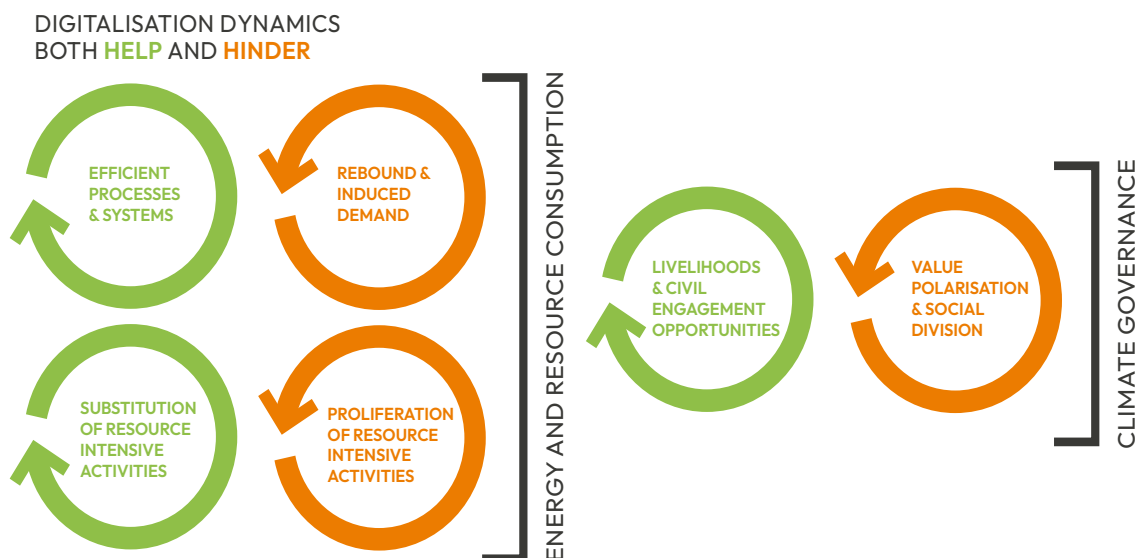 DIGITALISATION DYNAMICS
BOTH HELP AND HINDER
EFFICIENT
PROCESSES
& SYSTEMS
REBOUND &
INDUCED
DEMAND
SUBSTITUTION
OF RESOURCE
INTENSIVE
ACTIVITIES
PROLIFERATION
OF RESOURCE
INTENSIVE
ACTIVITIES
ENERGY AND RESOURCE CONSUMPTION
LIVELIHOODS
& CIVIL
ENGAGEMENT
OPPORTUNITIES
VALUE
POLARISATION
& SOCIAL
DIVISION
CLIMATE GOVERNANCE